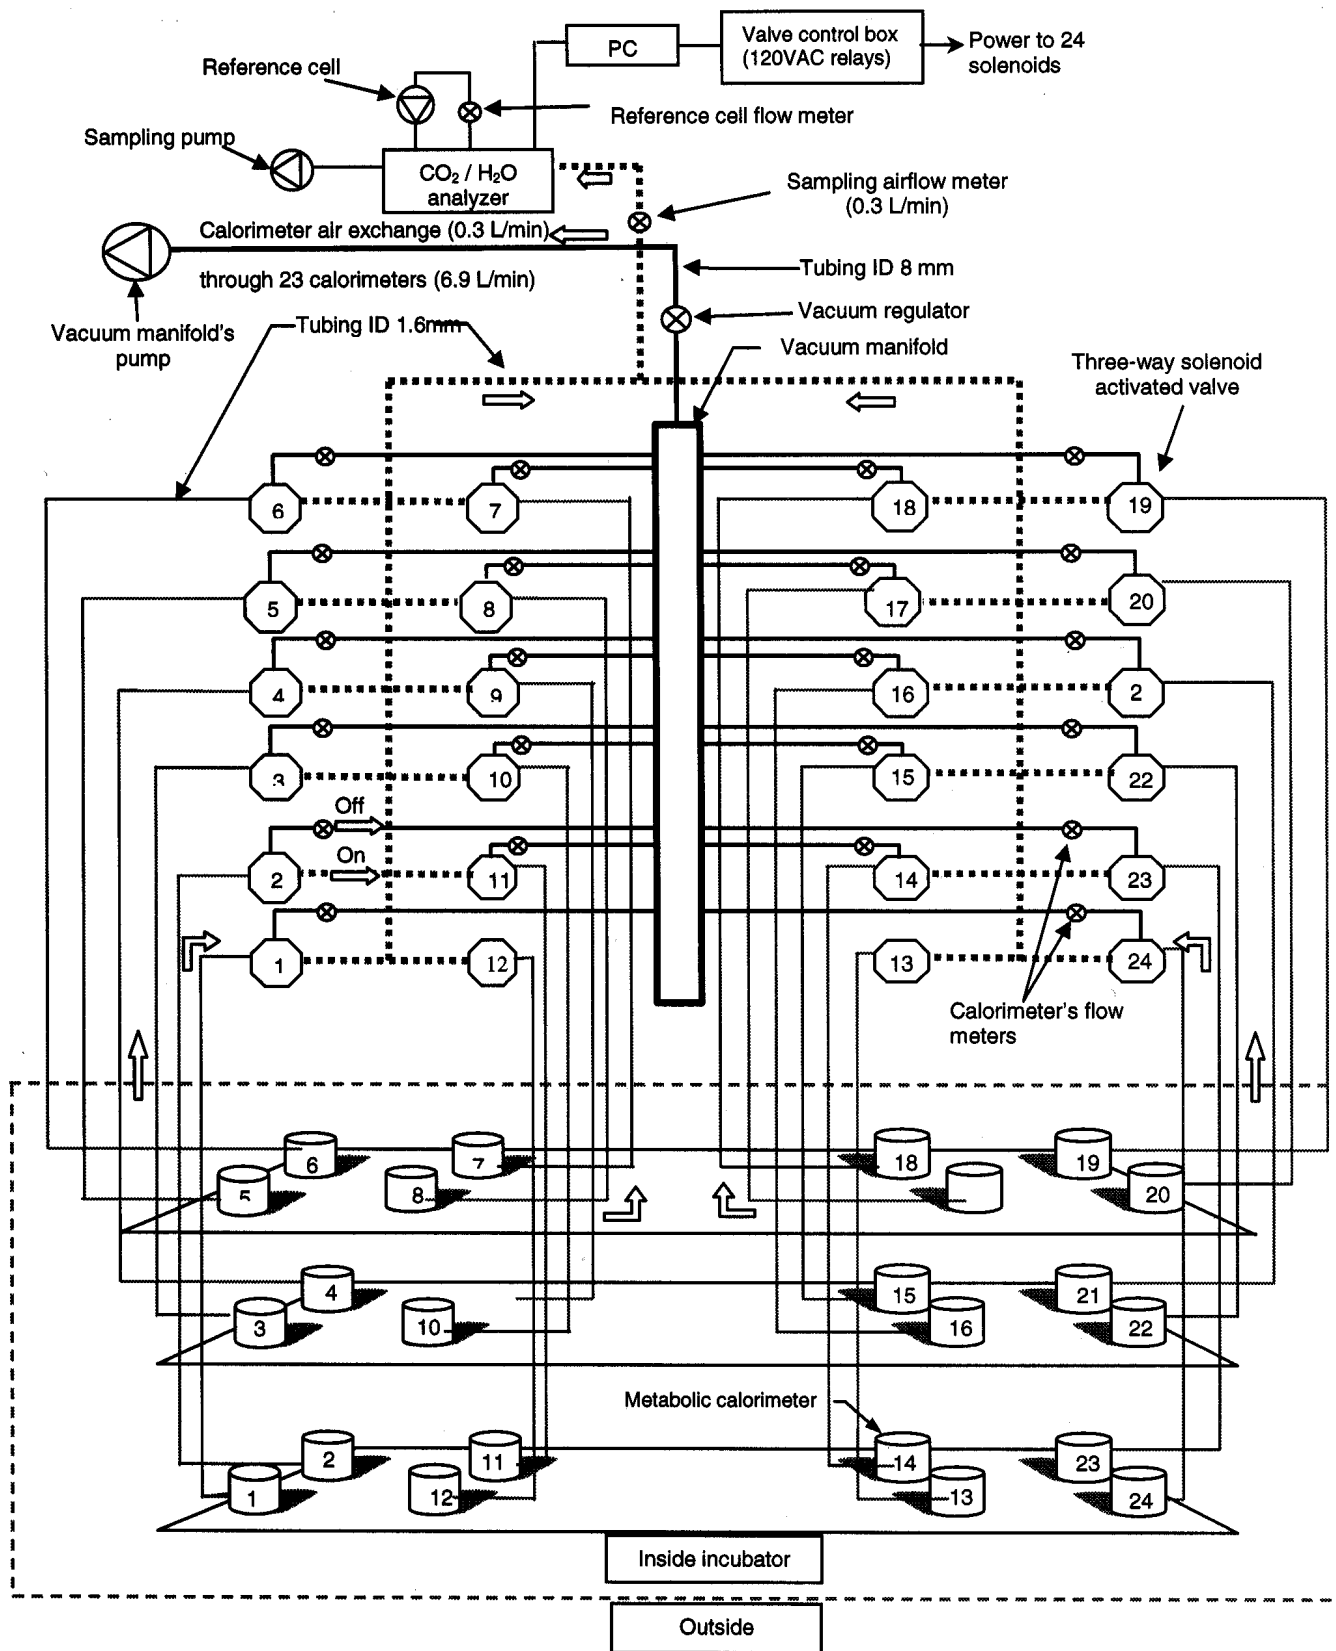 PC
Valve control box
(120VAC relays)
Power to 24
solenoids
Reference cell
Reference cell flow meter
Sampling pump
CO₂ / H₂O
analyzer
Sampling airflow meter
(0.3 L/min)
Calorimeter air exchange (0.3 L/min)
through 23 calorimeters (6.9 L/min)
Tubing ID 8 mm
Vacuum manifold's
pump
Tubing ID 1.6mm
Vacuum regulator
Vacuum manifold
Three-way solenoid
activated valve
6 7 18 19
5 8 17 20
4 9 16 2
3 10 15 22
Off
On
2 11 14 23
1 12 13 24
Calorimeter's flow
meters
6 7 18 19
5 8 20
4 15 21
3 10 16 22
Metabolic calorimeter
2 11 14 23
1 12 13 24
Inside incubator
Outside